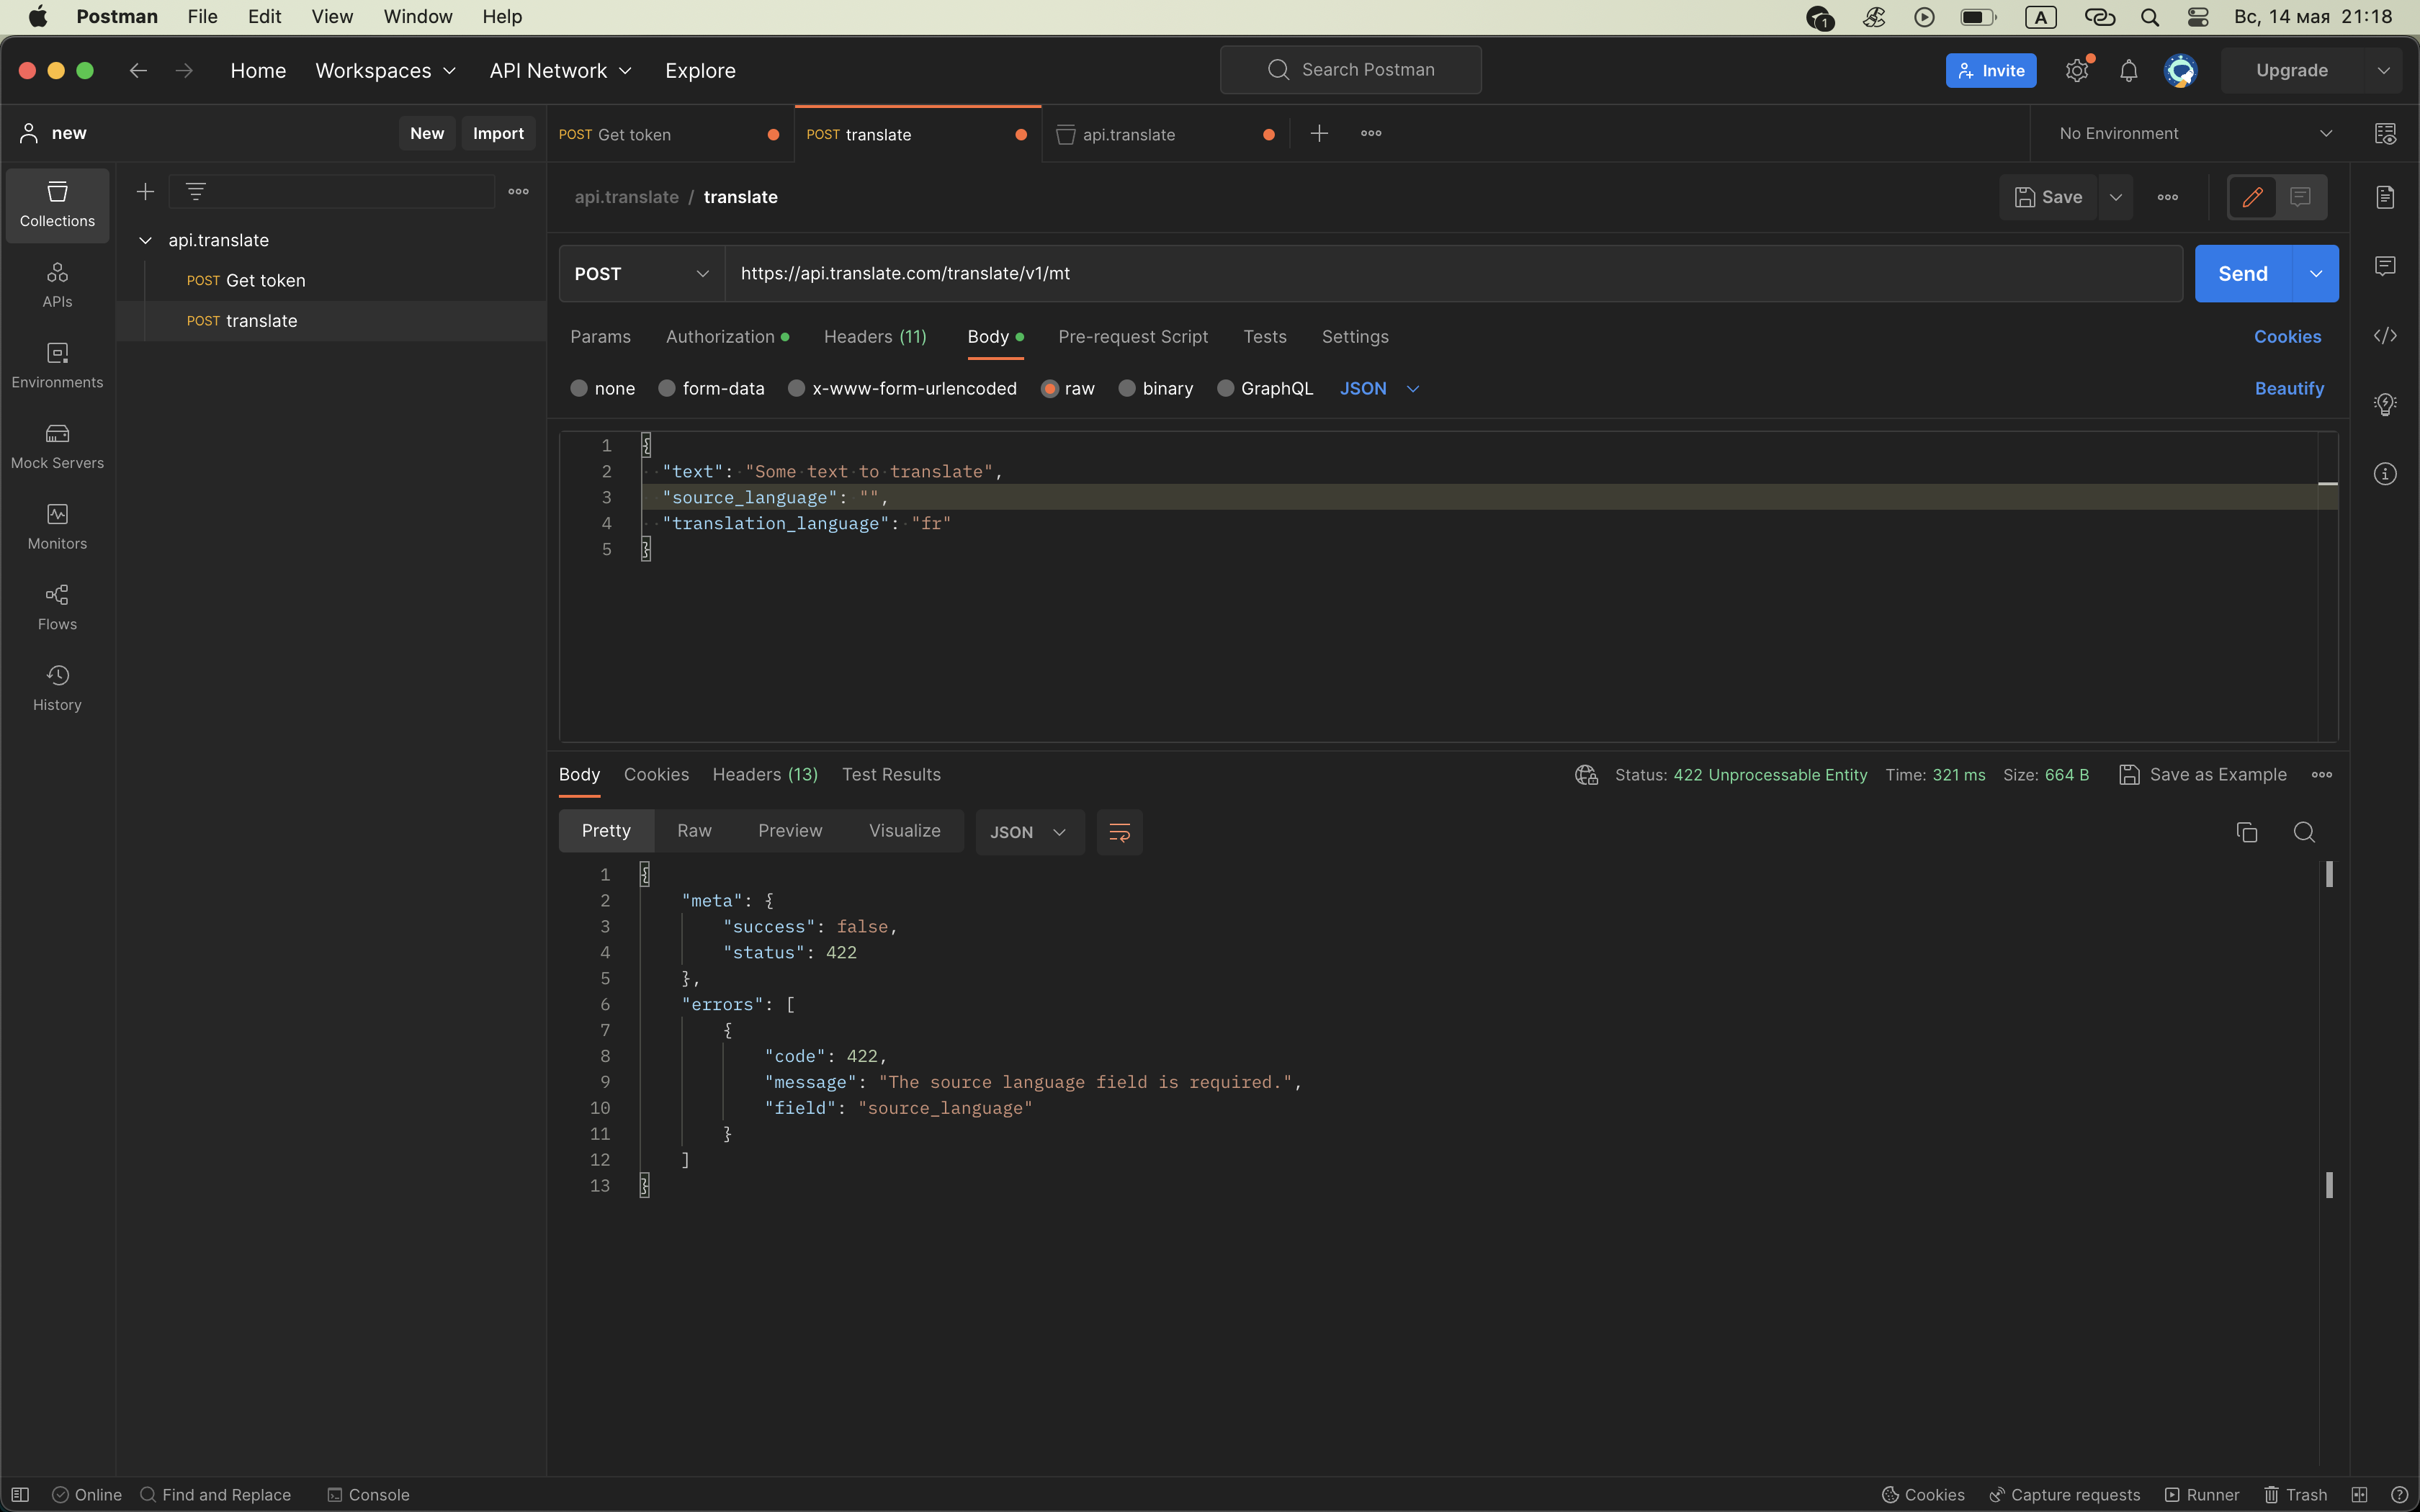 Postman File Edit View Window Help 1 A Вс, 14 мая 21:18
Home Workspaces API Network Explore Search Postman Invite Upgrade
new New Import POST Get token POST translate api.translate No Environment
api.translate / translate Save
Collections
api.translate
POST Get token
POST translate
APIs
Environments
Mock Servers
Monitors
Flows
History
POST https://api.translate.com/translate/v1/mt Send
Params Authorization Headers (11) Body Pre-request Script Tests Settings Cookies
none form-data x-www-form-urlencoded raw binary GraphQL JSON Beautify
1 {
2 "text": "Some text to translate",
3 "source_language": "",
4 "translation_language": "fr"
5 }
Body Cookies Headers (13) Test Results Status: 422 Unprocessable Entity Time: 321 ms Size: 664 B Save as Example
Pretty Raw Preview Visualize JSON
1 {
2 "meta": {
3 "success": false,
4 "status": 422
5 },
6 "errors": [
7 {
8 "code": 422,
9 "message": "The source language field is required.",
10 "field": "source_language"
11 }
12 ]
13 }
Online Find and Replace Console Cookies Capture requests Runner Trash